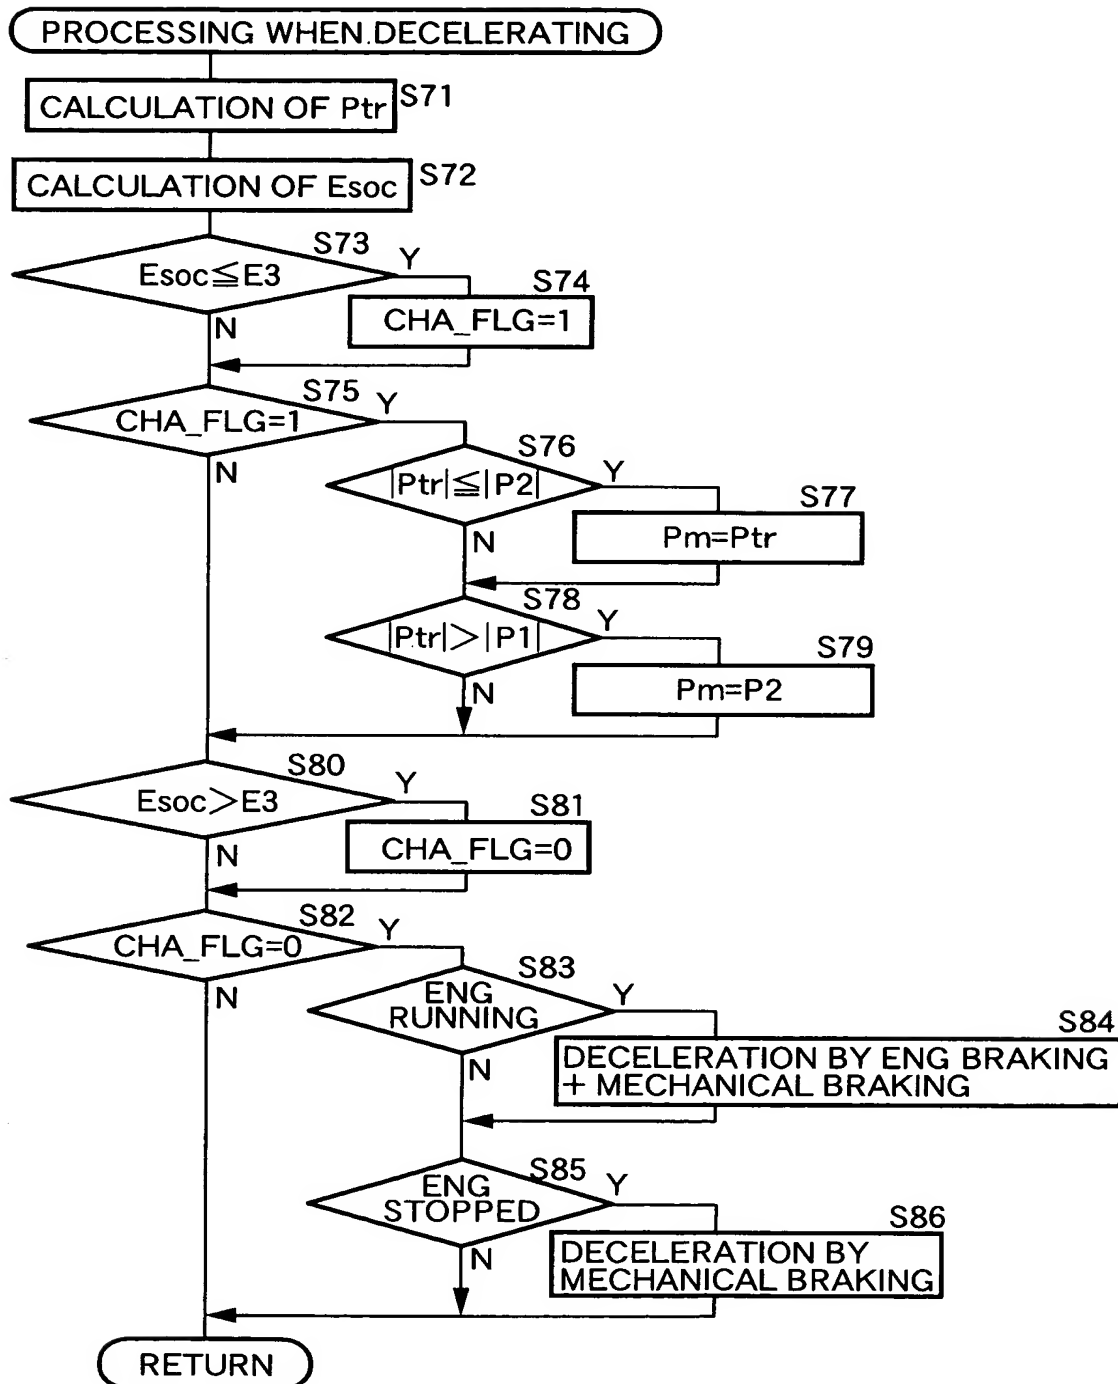 PROCESSING WHEN.DECELERATING
CALCULATION OF Ptr
S71
CALCULATION OF Esoc
S72
S73
Esoc≦E3
Y
N
S74
CHA_FLG=1
S75
CHA_FLG=1
Y
N
S76
|Ptr|≦|P2|
Y
N
S77
Pm=Ptr
S78
|Ptr|>|P1|
Y
N
S79
Pm=P2
S80
Esoc>E3
Y
N
S81
CHA_FLG=0
S82
CHA_FLG=0
Y
N
S83
ENG
RUNNING
Y
N
S84
DECELERATION BY ENG BRAKING
+ MECHANICAL BRAKING
S85
ENG
STOPPED
Y
N
S86
DECELERATION BY
MECHANICAL BRAKING
RETURN